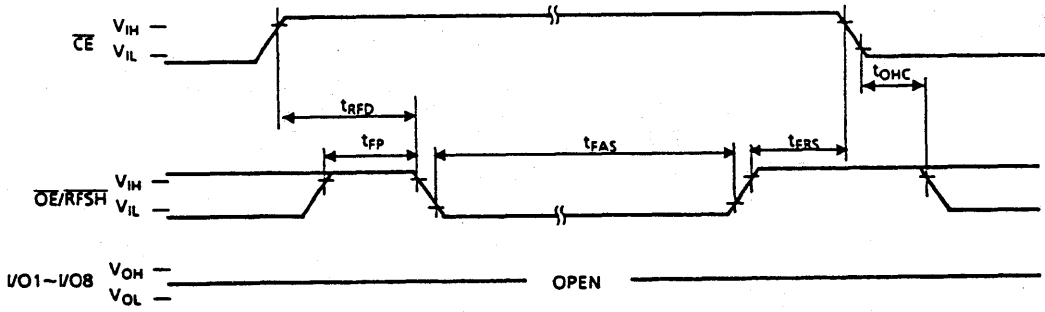 CE VIH
VIL
tOHC
tRFD
tFP
tFAS
tFRS
OE/RFSH VIH
VIL
I/O1~I/O8 VOH
VOL
OPEN